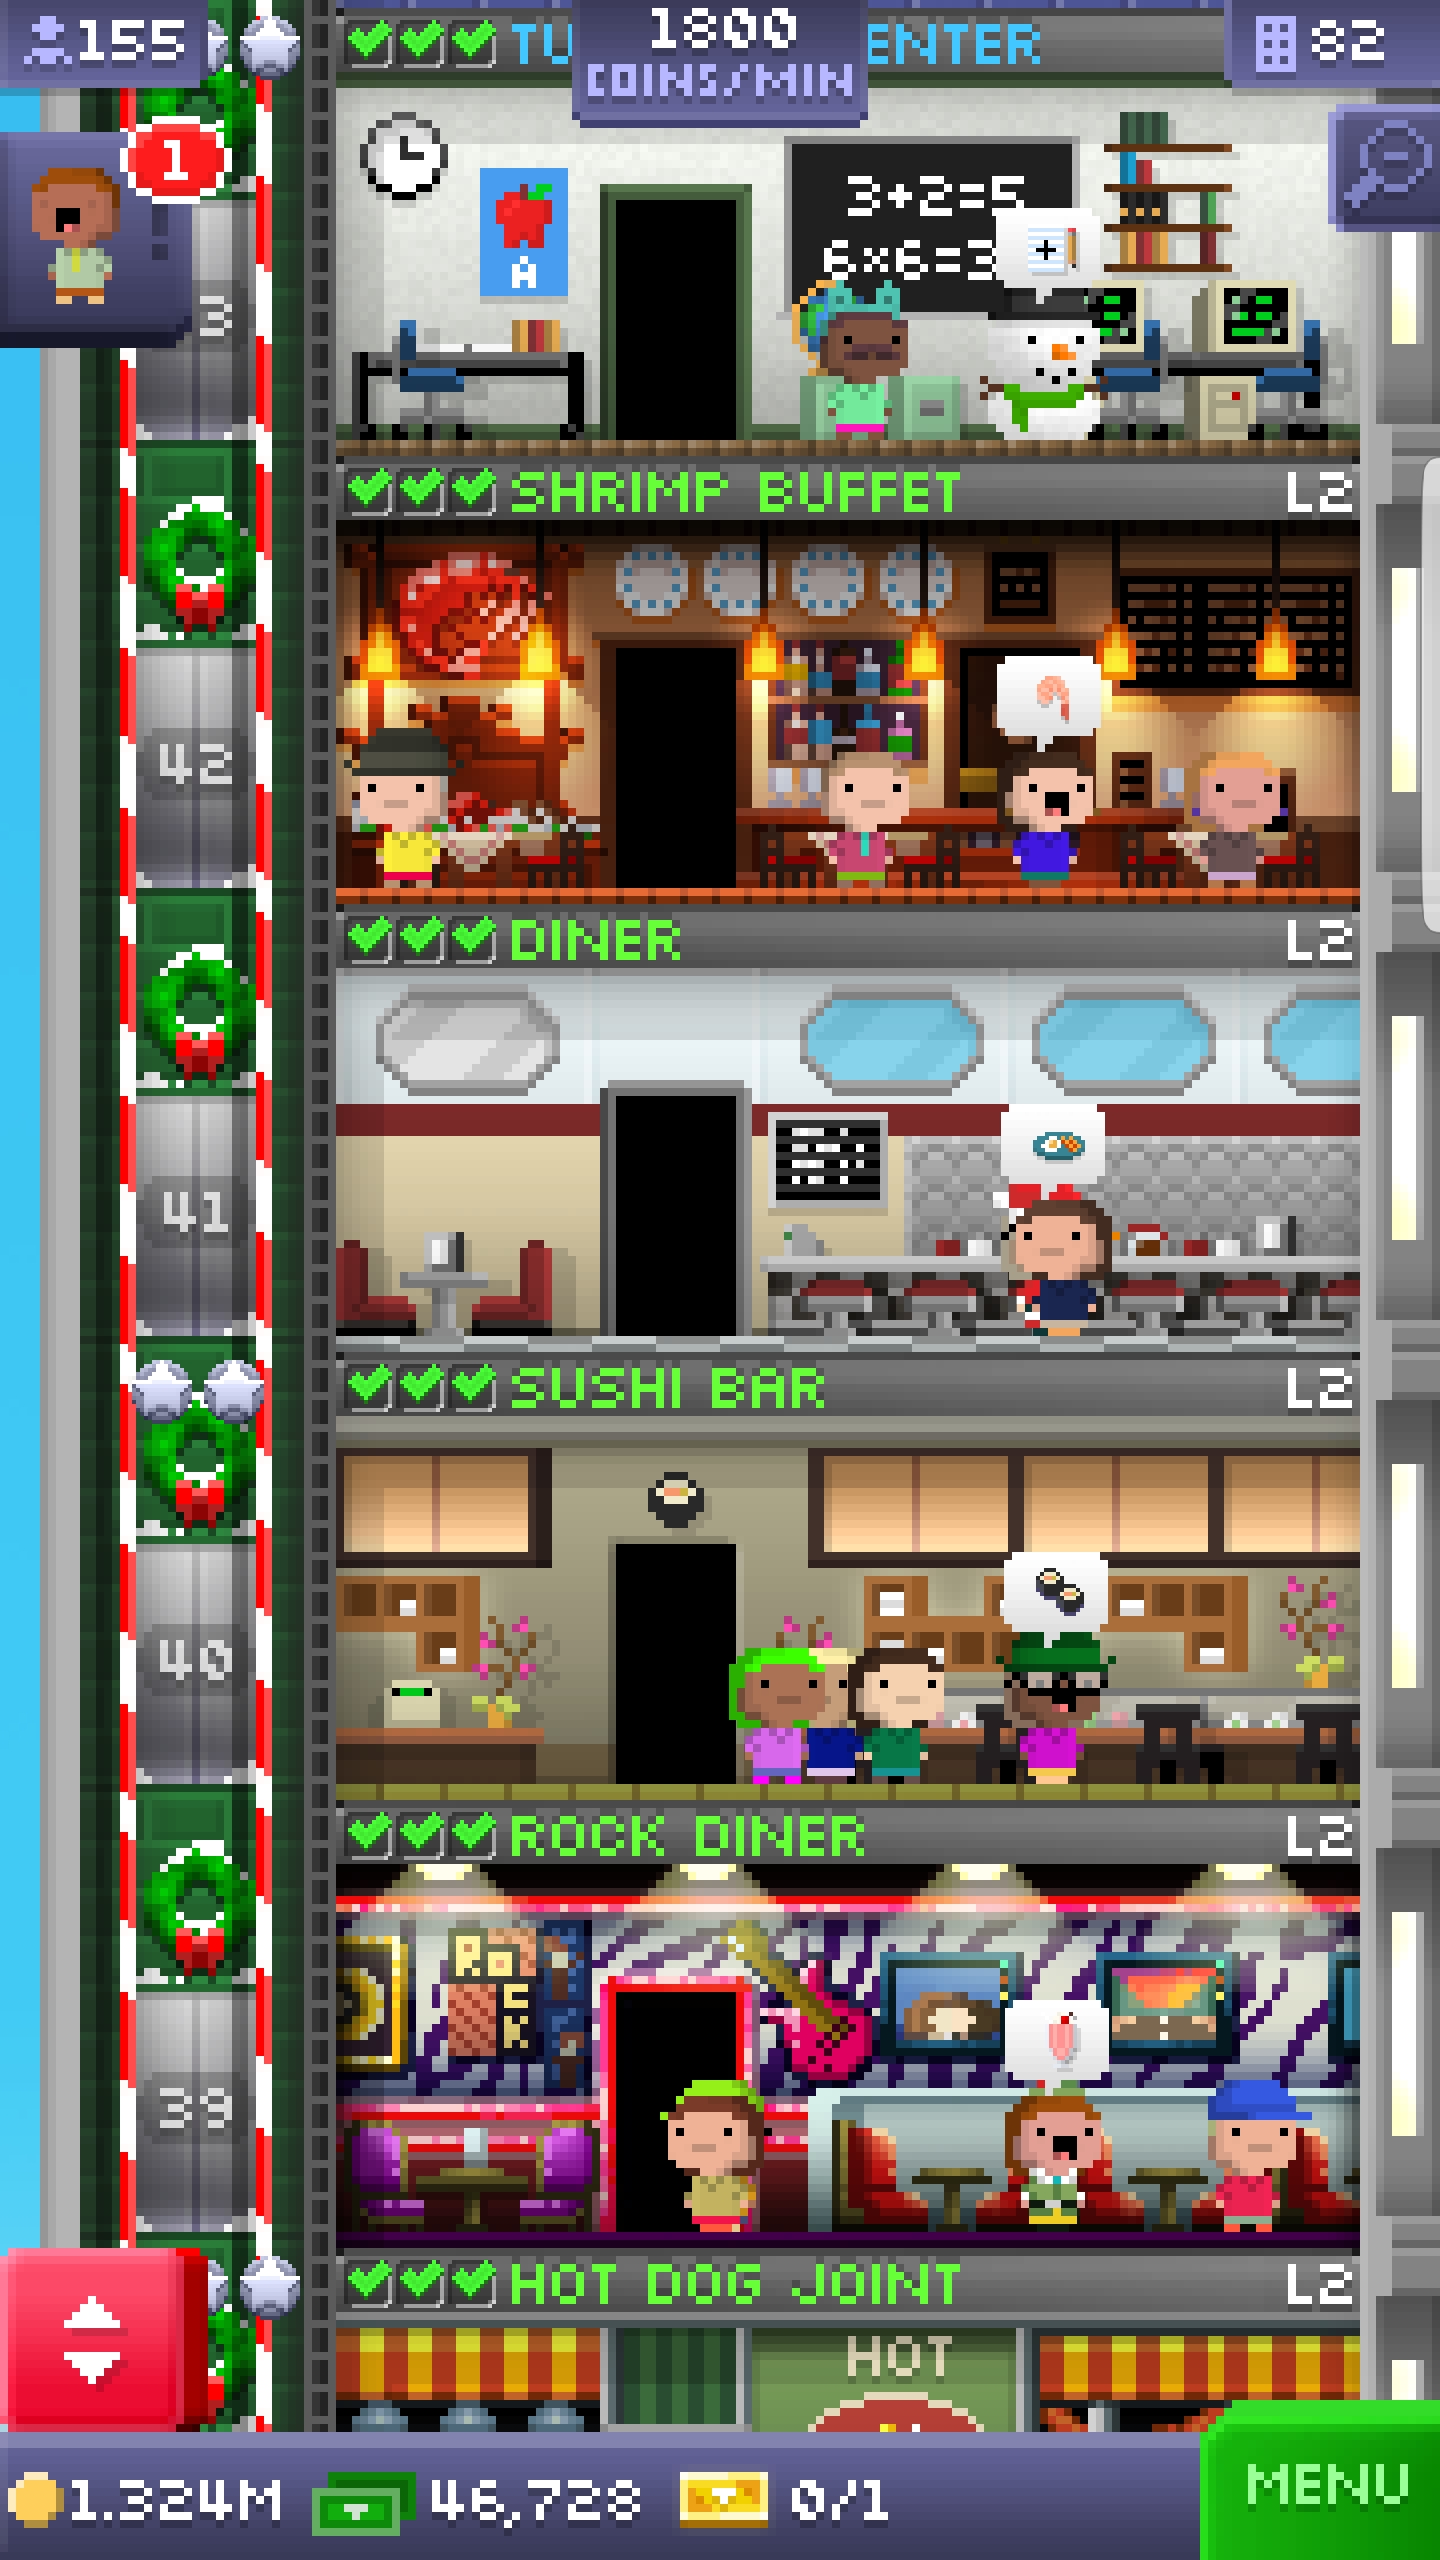 155
TU
1800
COINS/MIN
ENTER
82
1
3+2=5
6×6=3
A
3
SHRIMP BUFFET L2
42
DINER L2
41
SUSHI BAR L2
40
ROCK DINER L2
ROCK
39
HOT DOG JOINT L2
HOT
1.324M 46,728 0/1
MENU